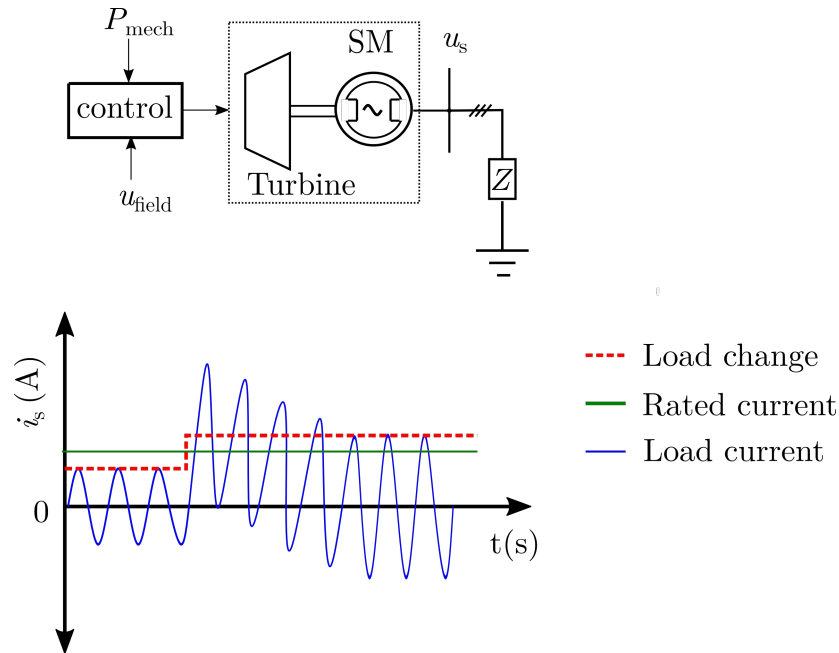 P_mech
SM
u_s
control
Turbine
Z
u_field
i_s (A)
0
t(s)
Load change
Rated current
Load current